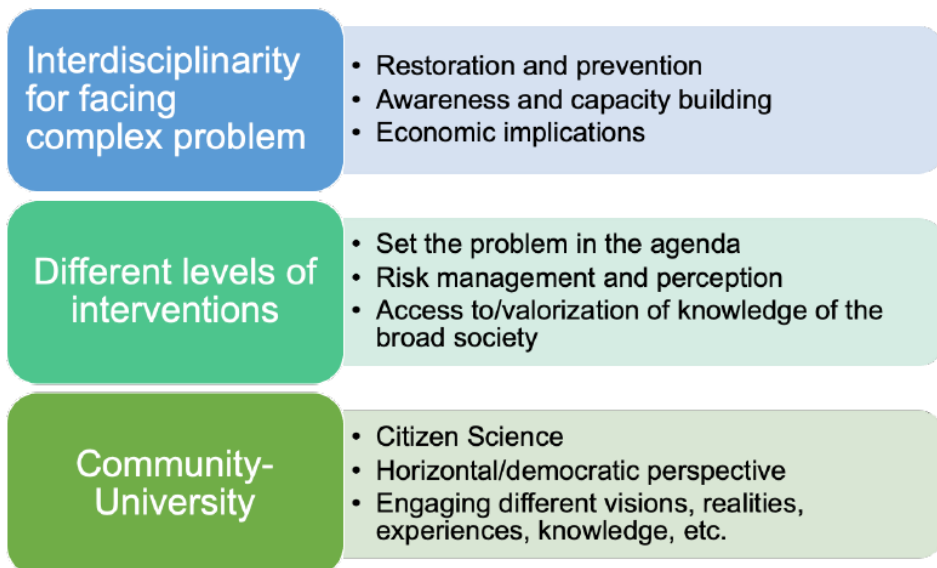 Interdisciplinarity
for facing
complex problem
• Restoration and prevention
• Awareness and capacity building
• Economic implications
Different levels of
interventions
• Set the problem in the agenda
• Risk management and perception
• Access to/valorization of knowledge of the
broad society
Community-
University
• Citizen Science
• Horizontal/democratic perspective
• Engaging different visions, realities,
experiences, knowledge, etc.